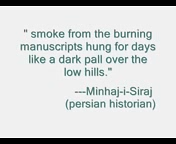 " smoke from the burning
manuscripts hung for days
like a dark pall over the
low hills."
---Minhaj-i-Siraj
(persian historian)